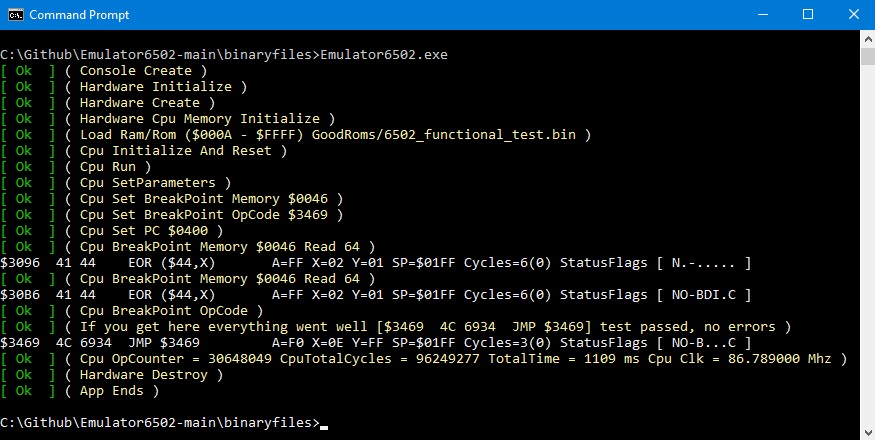 Command Prompt
C:\Github\Emulator6502-main\binaryfiles>Emulator6502.exe
[ Ok  ] ( Console Create )
[ Ok  ] ( Hardware Initialize )
[ Ok  ] ( Hardware Create )
[ Ok  ] ( Hardware Cpu Memory Initialize )
[ Ok  ] ( Load Ram/Rom ($000A - $FFFF) GoodRoms/6502_functional_test.bin )
[ Ok  ] ( Cpu Initialize And Reset )
[ Ok  ] ( Cpu Run )
[ Ok  ] ( Cpu SetParameters )
[ Ok  ] ( Cpu Set BreakPoint Memory $0046 )
[ Ok  ] ( Cpu Set BreakPoint OpCode $3469 )
[ Ok  ] ( Cpu Set PC $0400 )
[ Ok  ] ( Cpu BreakPoint Memory $0046 Read 64 )
$3096  41 44    EOR ($44,X)       A=FF X=02 Y=01 SP=$01FF Cycles=6(0) StatusFlags [ N.-..... ]
[ Ok  ] ( Cpu BreakPoint Memory $0046 Read 64 )
$30B6  41 44    EOR ($44,X)       A=FF X=02 Y=01 SP=$01FF Cycles=6(0) StatusFlags [ NO-BDI.C ]
[ Ok  ] ( Cpu BreakPoint OpCode )
[ Ok  ] ( If you get here everything went well [$3469  4C 6934  JMP $3469] test passed, no errors )
$3469  4C 6934  JMP $3469         A=F0 X=0E Y=FF SP=$01FF Cycles=3(0) StatusFlags [ NO-B...C ]
[ Ok  ] ( Cpu OpCounter = 30648049 CpuTotalCycles = 96249277 TotalTime = 1109 ms Cpu Clk = 86.789000 Mhz )
[ Ok  ] ( Hardware Destroy )
[ Ok  ] ( App Ends )
C:\Github\Emulator6502-main\binaryfiles>